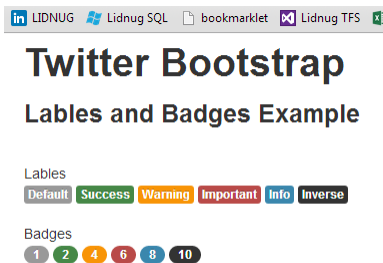 LIDNUG Lidnug SQL bookmarklet Lidnug TFS
Twitter Bootstrap
Lables and Badges Example
Lables
Default Success Warning Important Info Inverse
Badges
1 2 4 6 8 10